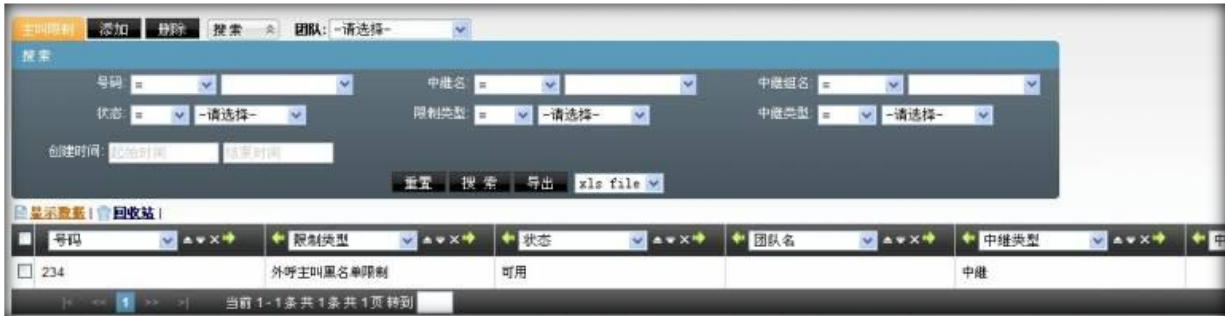 主叫限制 添加 删除 搜索 团队: -请选择-
搜索
号码 = 中继名 = 中继组名 =
状态 = -请选择- 限制类型 = -请选择- 中继类型 = -请选择-
创建时间: 起始时间 结束时间
重置 搜索 导出 xls file
显示数据 | 回收站 |
号码 限制类型 状态 团队名 中继类型 中
234 外呼主叫黑名单限制 可用 中继
|< << 1 >> >| 当前 1 - 1 条 共 1 条 共 1 页 转到